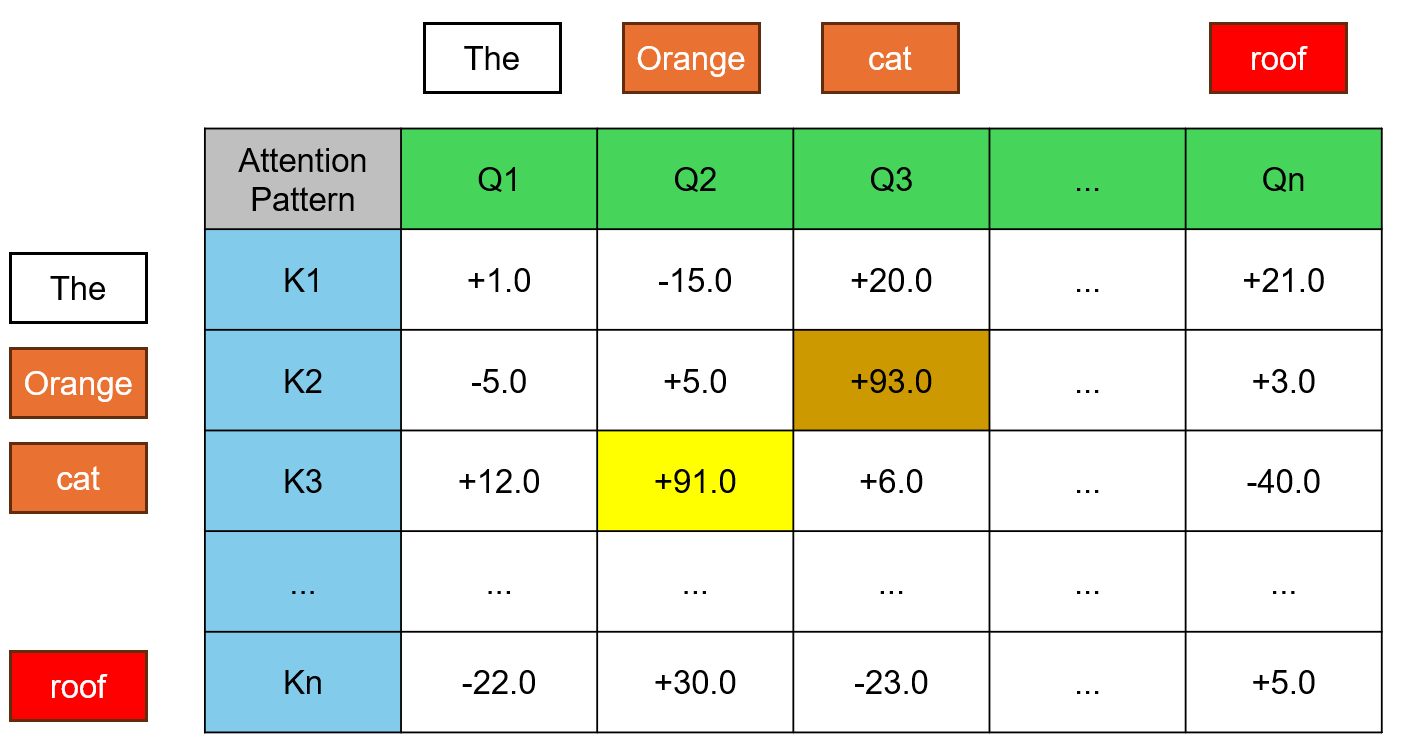 The Orange cat roof
Attention
Pattern Q1 Q2 Q3 ... Qn
The K1 +1.0 -15.0 +20.0 ... +21.0
Orange K2 -5.0 +5.0 +93.0 ... +3.0
cat K3 +12.0 +91.0 +6.0 ... -40.0
... ... ... ... ... ...
roof Kn -22.0 +30.0 -23.0 ... +5.0